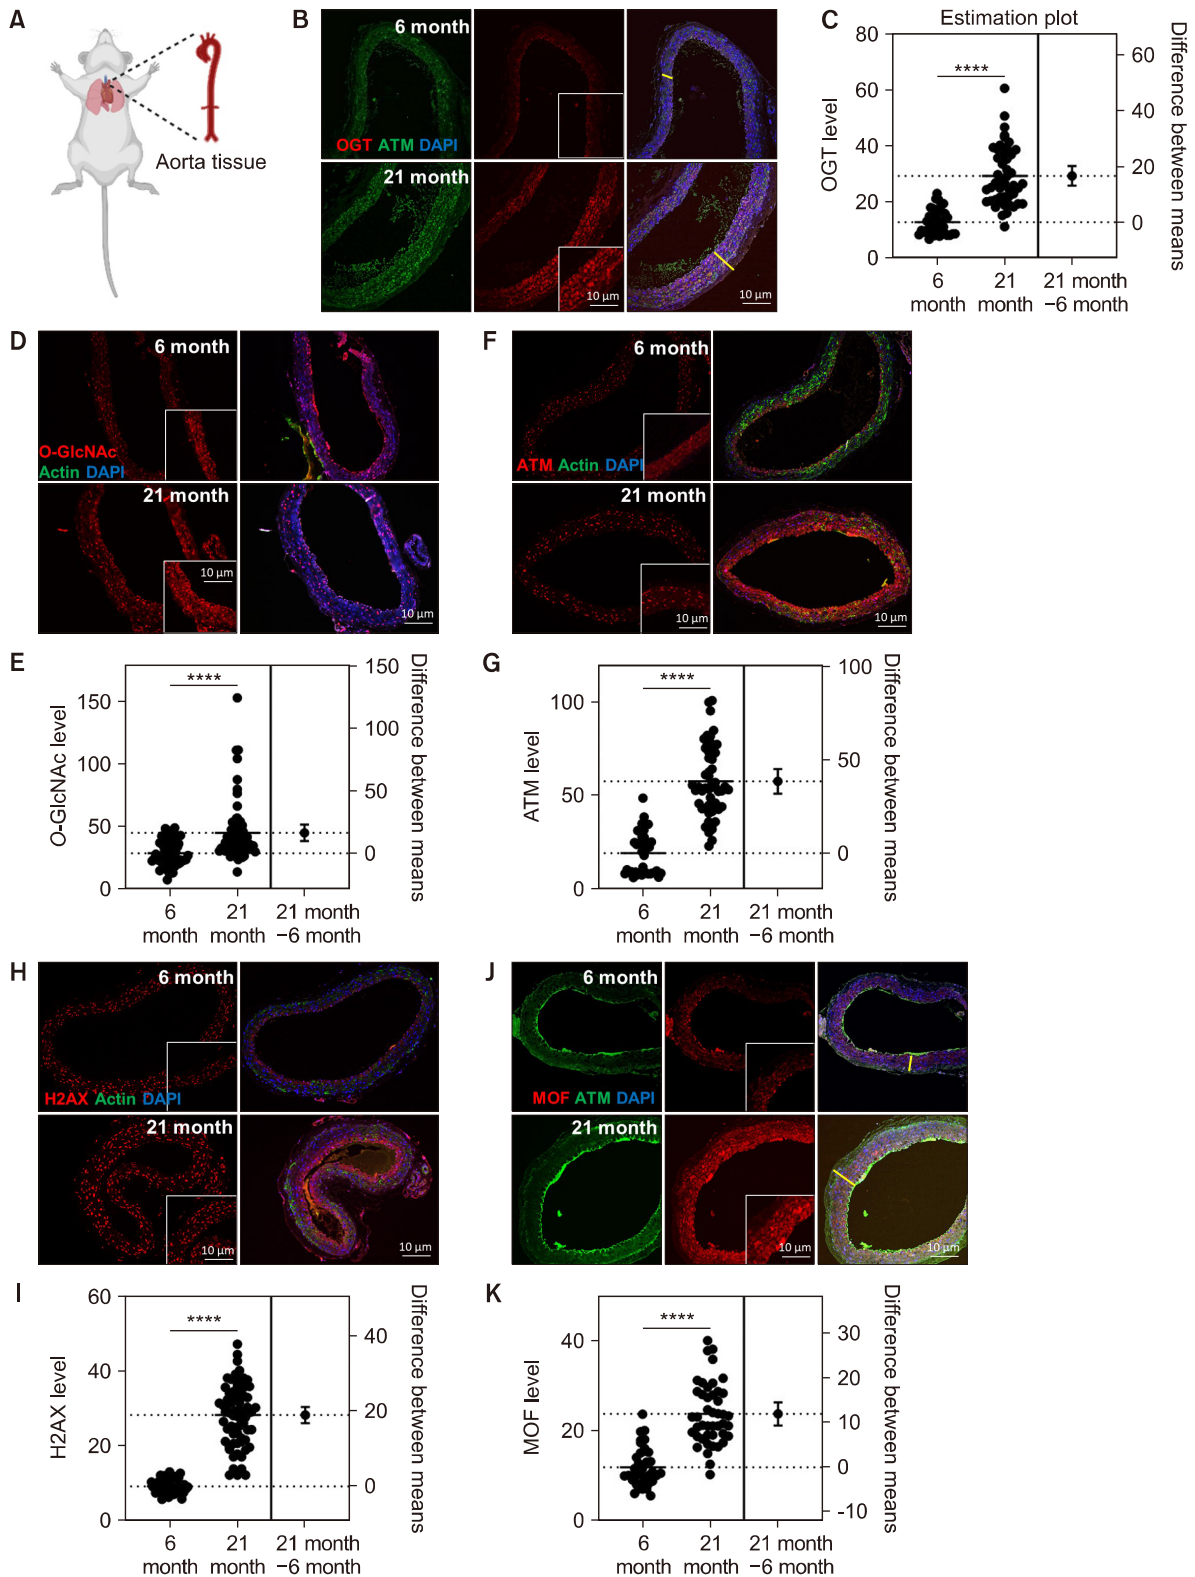 A
Aorta tissue
B
6 month
OGT ATM DAPI
21 month
10 µm
10 µm
C
Estimation plot
OGT level
80
60
40
20
0
****
60
40
20
0
Difference between means
6 month
21 month
21 month −6 month
D
6 month
O-GlcNAc
Actin DAPI
21 month
10 µm
10 µm
F
6 month
ATM Actin DAPI
21 month
10 µm
10 µm
E
O-GlcNAc level
150
100
50
0
****
150
100
50
0
Difference between means
6 month
21 month
21 month −6 month
G
ATM level
100
50
0
****
100
50
0
Difference between means
6 month
21 month
21 month −6 month
H
6 month
H2AX Actin DAPI
21 month
10 µm
10 µm
J
6 month
MOF ATM DAPI
21 month
10 µm
10 µm
I
H2AX level
60
40
20
0
****
40
20
0
Difference between means
6 month
21 month
21 month −6 month
K
MOF level
40
20
0
****
30
20
10
0
-10
Difference between means
6 month
21 month
21 month −6 month